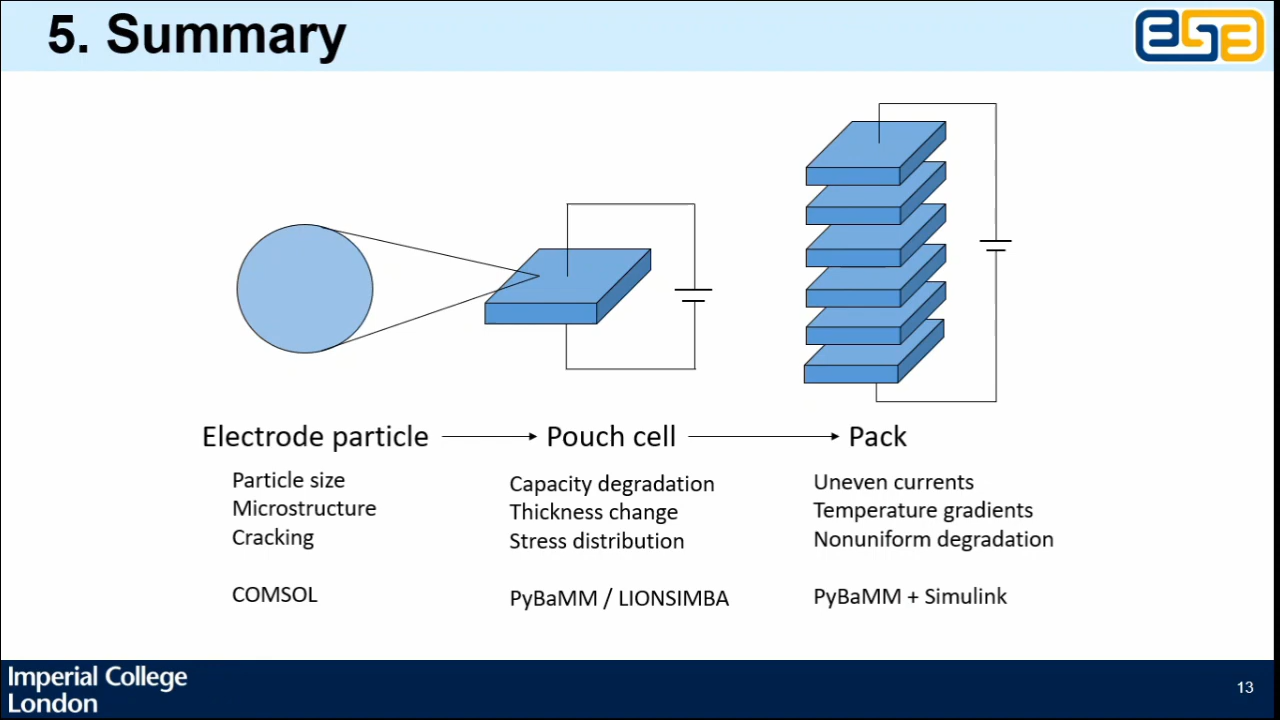 5. Summary
Electrode particle
Pouch cell
Pack
Particle size
Microstructure
Cracking
COMSOL
Capacity degradation
Thickness change
Stress distribution
PyBaMM / LIONSIMBA
Uneven currents
Temperature gradients
Nonuniform degradation
PyBaMM + Simulink
Imperial College
London
13